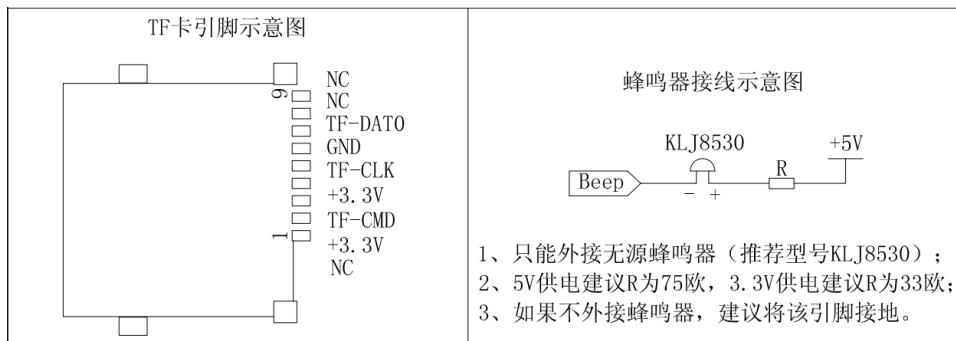 TF卡引脚示意图
9
NC
NC
TF-DAT0
GND
TF-CLK
+3.3V
TF-CMD
+3.3V
NC
1
蜂鸣器接线示意图
KLJ8530
+5V
R
Beep
- +
1、只能外接无源蜂鸣器（推荐型号KLJ8530）；
2、5V供电建议R为75欧，3.3V供电建议R为33欧；
3、如果不外接蜂鸣器，建议将该引脚接地。